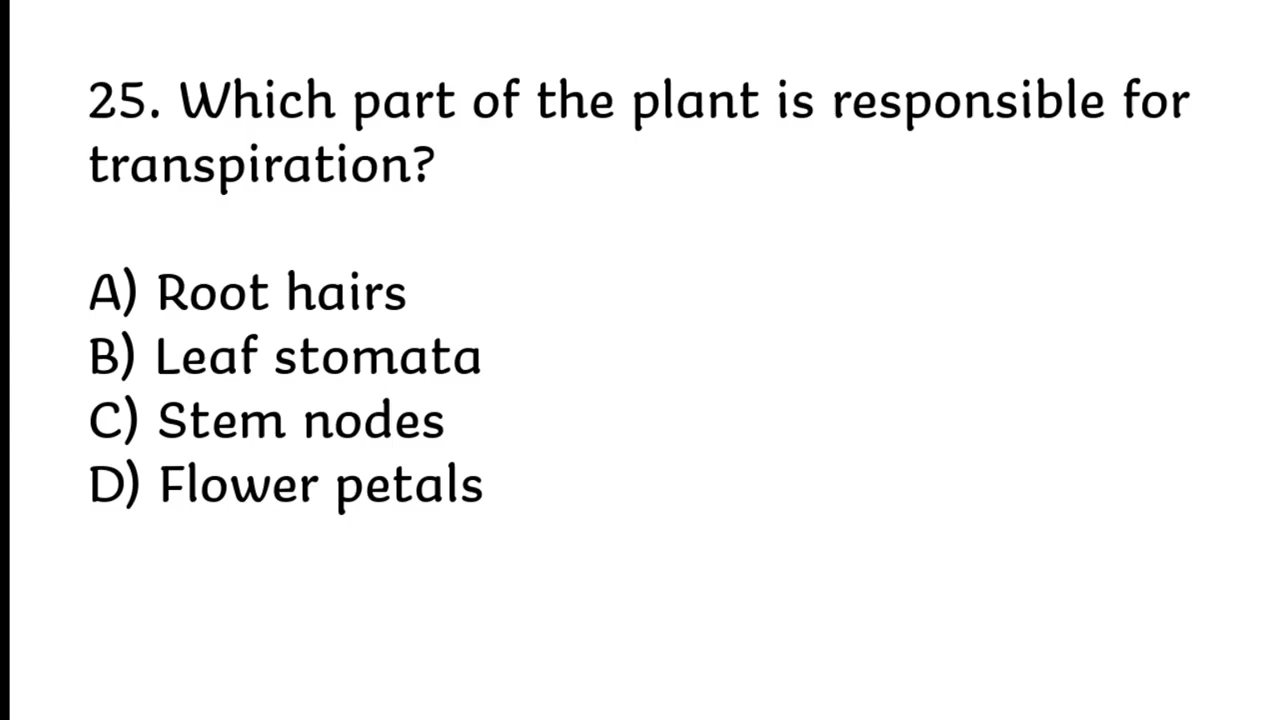 25. Which part of the plant is responsible for
transpiration?
A) Root hairs
B) Leaf stomata
C) Stem nodes
D) Flower petals